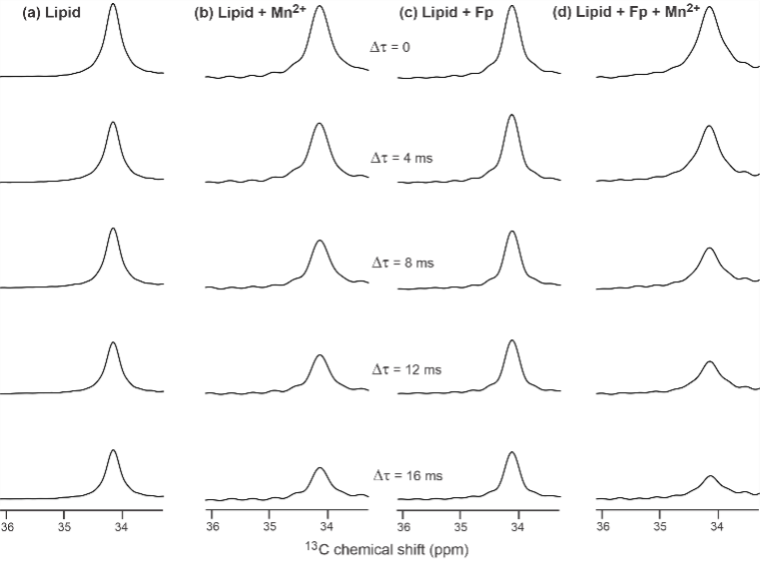 (a) Lipid (b) Lipid + Mn²⁺ (c) Lipid + Fp (d) Lipid + Fp + Mn²⁺
Δτ = 0
Δτ = 4 ms
Δτ = 8 ms
Δτ = 12 ms
Δτ = 16 ms
36 35 34 36 35 34 36 35 34 36 35 34
¹³C chemical shift (ppm)